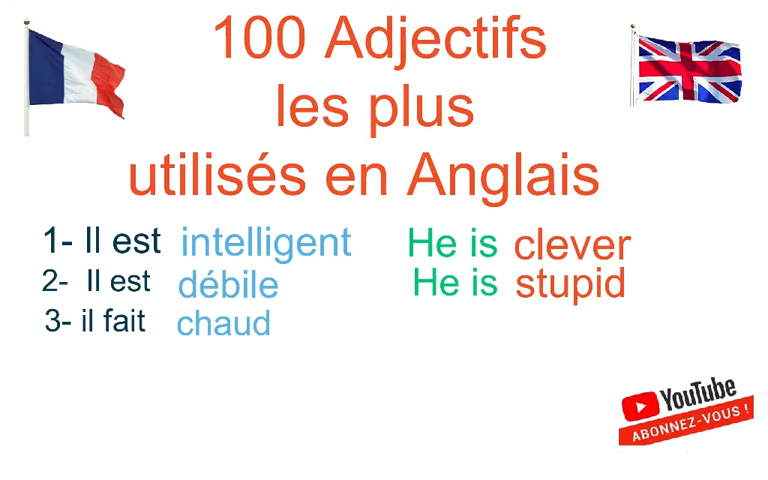 100 Adjectifs
les plus
utilisés en Anglais
1- Il est intelligent He is clever
2- Il est débile He is stupid
3- il fait chaud
YouTube
ABONNEZ-VOUS !